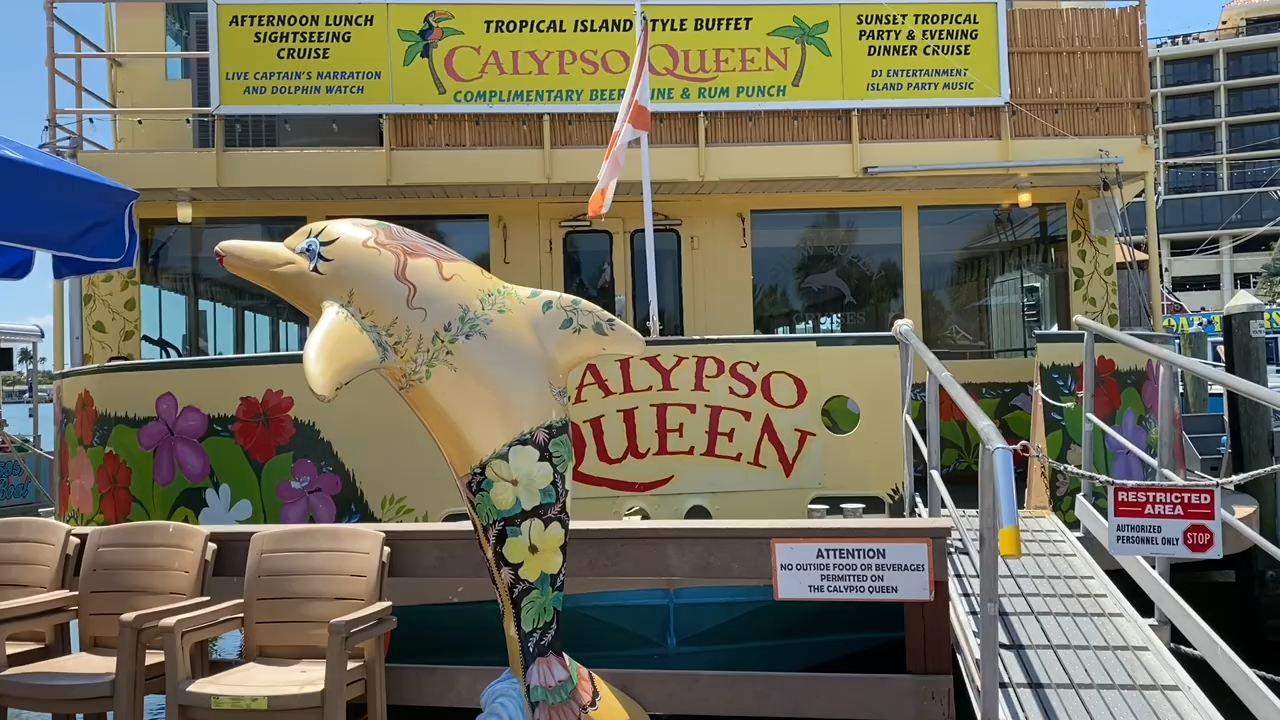 AFTERNOON LUNCH
SIGHTSEEING
CRUISE
LIVE CAPTAIN'S NARRATION
AND DOLPHIN WATCH
TROPICAL ISLAND STYLE BUFFET
CALYPSO QUEEN
COMPLIMENTARY BEER WINE & RUM PUNCH
SUNSET TROPICAL
PARTY & EVENING
DINNER CRUISE
DJ ENTERTAINMENT
ISLAND PARTY MUSIC
QUEEN
CRUISES
ALYPSO
QUEEN
RESTRICTED
AREA
AUTHORIZED
PERSONNEL ONLY
STOP
ATTENTION
NO OUTSIDE FOOD OR BEVERAGES
PERMITTED ON
THE CALYPSO QUEEN